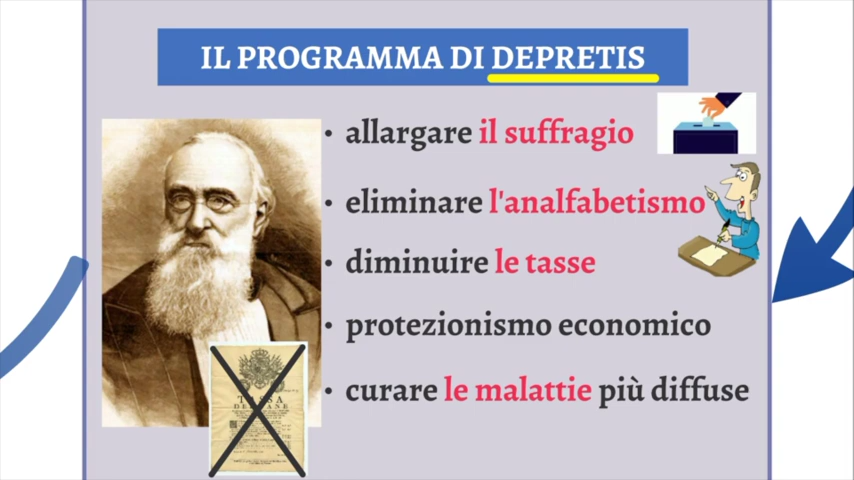 IL PROGRAMMA DI DEPRETIS
• allargare il suffragio
• eliminare l'analfabetismo
• diminuire le tasse
• protezionismo economico
• curare le malattie più diffuse
TASSA